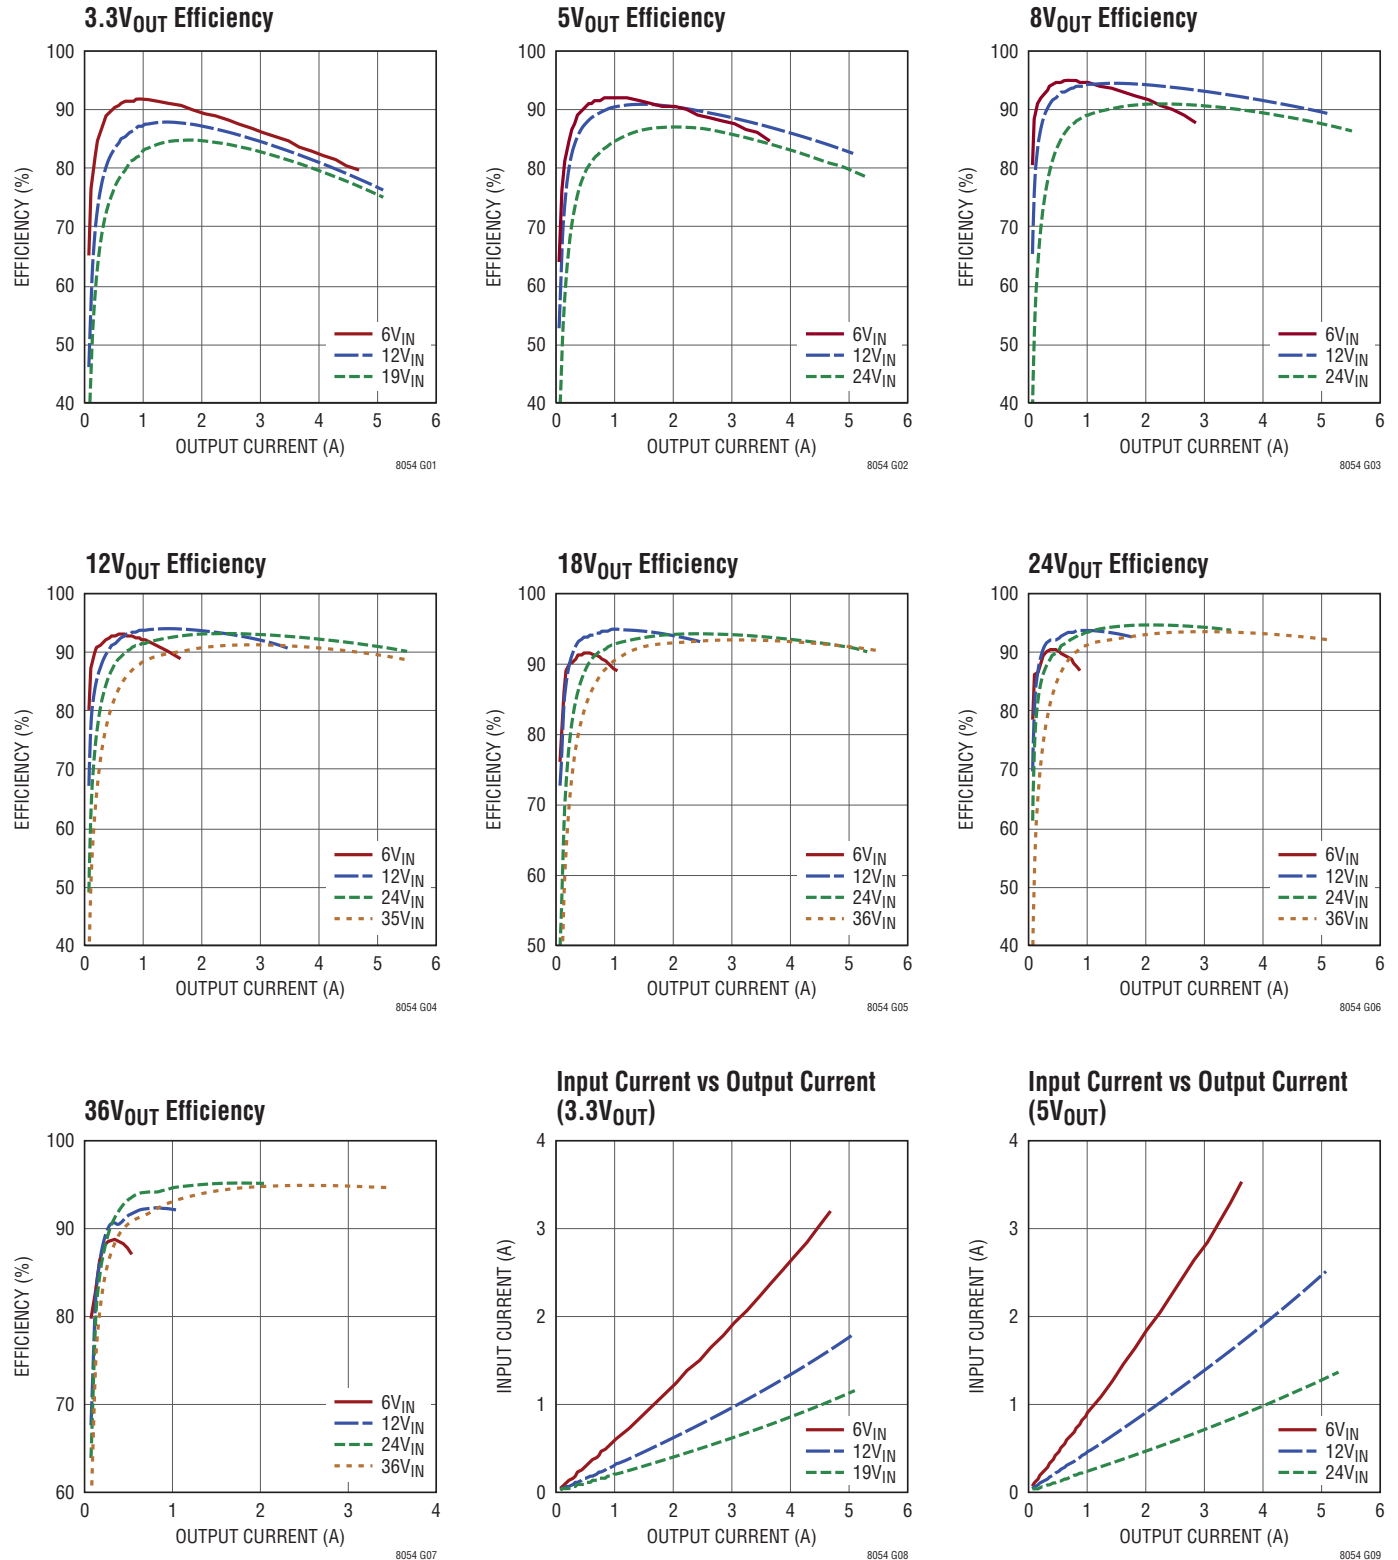 3.3VOUT Efficiency
100
90
80
70
60
50
40
EFFICIENCY (%)
6VIN
12VIN
19VIN
0 1 2 3 4 5 6
OUTPUT CURRENT (A)
8054 G01
5VOUT Efficiency
100
90
80
70
60
50
40
EFFICIENCY (%)
6VIN
12VIN
24VIN
0 1 2 3 4 5 6
OUTPUT CURRENT (A)
8054 G02
8VOUT Efficiency
100
90
80
70
60
50
40
EFFICIENCY (%)
6VIN
12VIN
24VIN
0 1 2 3 4 5 6
OUTPUT CURRENT (A)
8054 G03
12VOUT Efficiency
100
90
80
70
60
50
40
EFFICIENCY (%)
6VIN
12VIN
24VIN
35VIN
0 1 2 3 4 5 6
OUTPUT CURRENT (A)
8054 G04
18VOUT Efficiency
100
90
80
70
60
50
EFFICIENCY (%)
6VIN
12VIN
24VIN
36VIN
0 1 2 3 4 5 6
OUTPUT CURRENT (A)
8054 G05
24VOUT Efficiency
100
90
80
70
60
50
40
EFFICIENCY (%)
6VIN
12VIN
24VIN
36VIN
0 1 2 3 4 5 6
OUTPUT CURRENT (A)
8054 G06
36VOUT Efficiency
100
90
80
70
60
EFFICIENCY (%)
6VIN
12VIN
24VIN
36VIN
0 1 2 3 4
OUTPUT CURRENT (A)
8054 G07
Input Current vs Output Current
(3.3VOUT)
4
3
2
1
0
INPUT CURRENT (A)
6VIN
12VIN
19VIN
0 1 2 3 4 5 6
OUTPUT CURRENT (A)
8054 G08
Input Current vs Output Current
(5VOUT)
4
3
2
1
0
INPUT CURRENT (A)
6VIN
12VIN
24VIN
0 1 2 3 4 5 6
OUTPUT CURRENT (A)
8054 G09